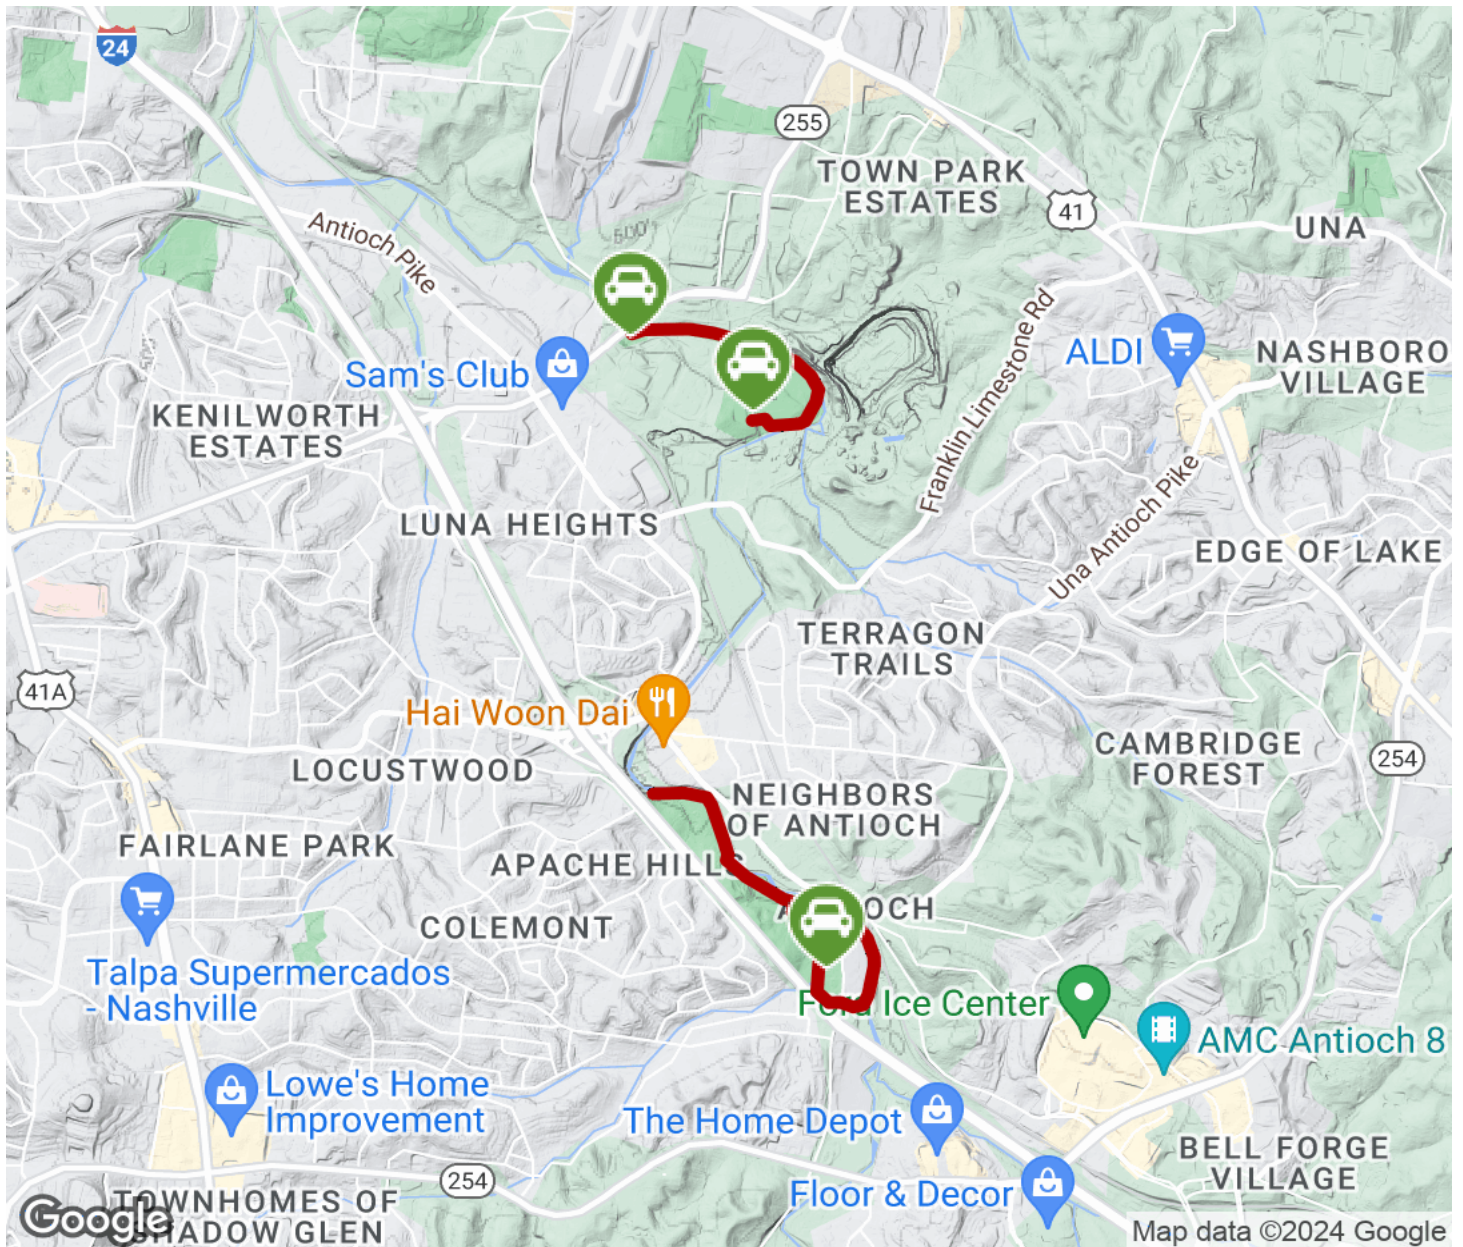 24
255
TOWN PARK
ESTATES
41
UNA
Antioch Pike
500'
Franklin Limestone Rd
ALDI
NASHBORO
VILLAGE
Sam's Club
KENILWORTH
ESTATES
Una Antioch Pike
LUNA HEIGHTS
EDGE OF LAKE
TERRAGON
TRAILS
41A
Hai Woon Dai
CAMBRIDGE
FOREST
254
LOCUSTWOOD
NEIGHBORS
OF ANTIOCH
FAIRLANE PARK
APACHE HILLS
COLEMONT
OCH
Talpa Supermercados
- Nashville
Ford Ice Center
AMC Antioch 8
Lowe's Home
Improvement
The Home Depot
BELL FORGE
VILLAGE
254
Floor & Decor
TOWNHOMES OF
SHADOW GLEN
Google
Map data ©2024 Google